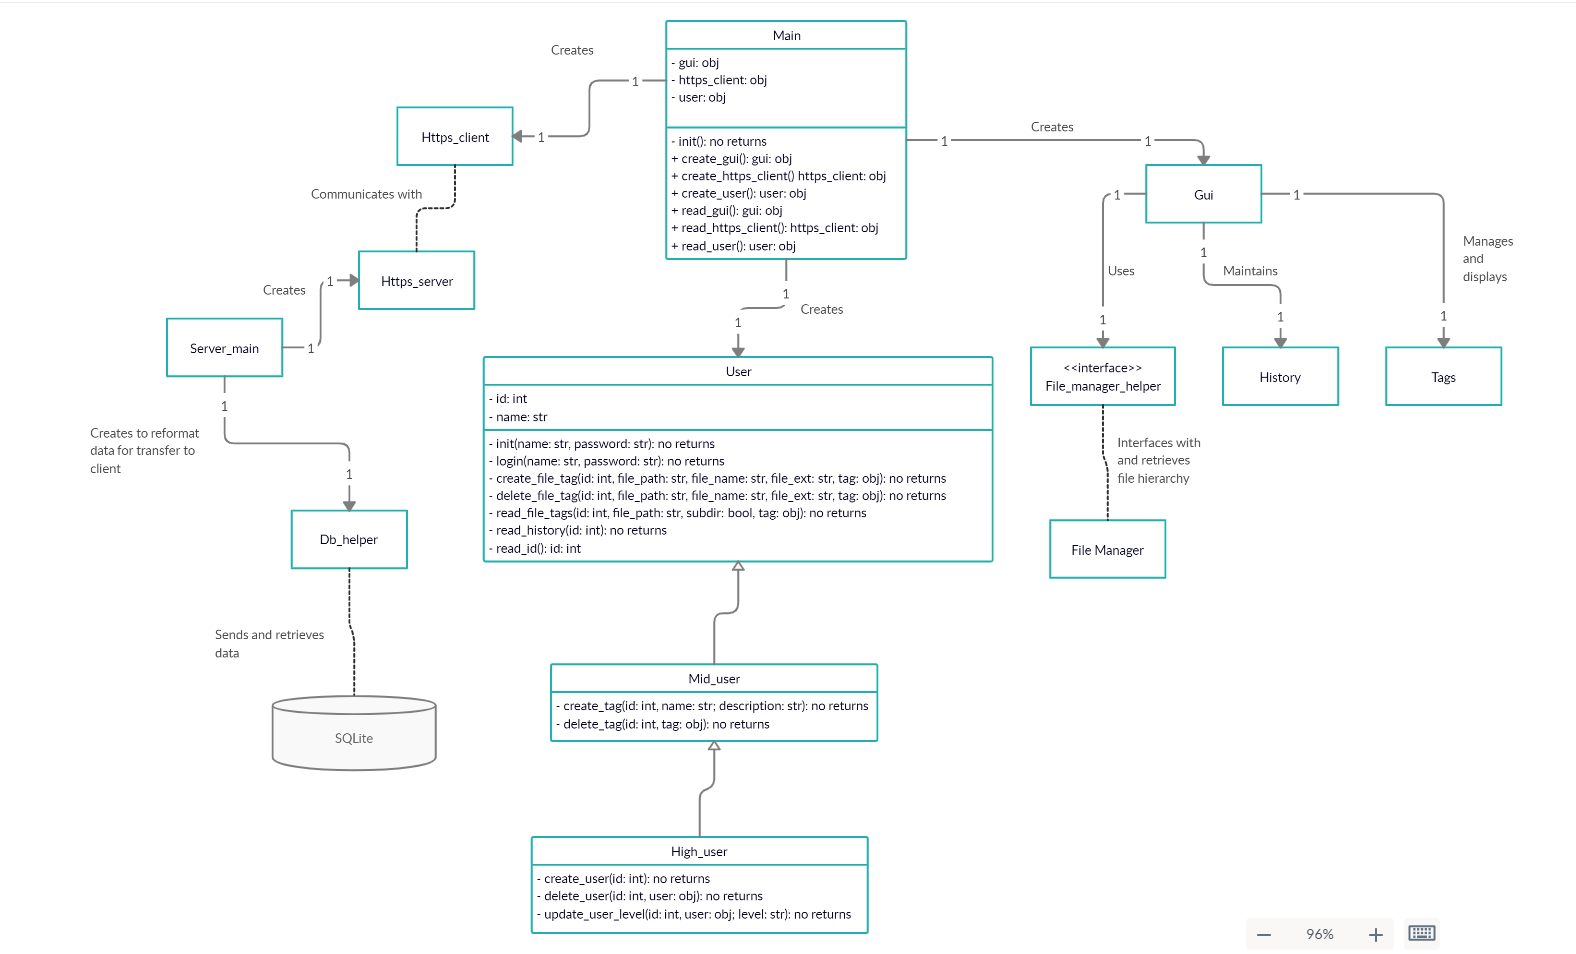 Main
- gui: obj
- https_client: obj
- user: obj
- init(): no returns
+ create_gui(): gui: obj
+ create_https_client() https_client: obj
+ create_user(): user: obj
+ read_gui(): gui: obj
+ read_https_client(): https_client: obj
+ read_user(): user: obj
Creates
1
1
Https_client
Communicates with
Https_server
Creates
1
1
Server_main
1
Creates to reformat
data for transfer to
client
1
Db_helper
Sends and retrieves
data
SQLite
1
Creates
1
User
- id: int
- name: str
- init(name: str, password: str): no returns
- login(name: str, password: str): no returns
- create_file_tag(id: int, file_path: str, file_name: str, file_ext: str, tag: obj): no returns
- delete_file_tag(id: int, file_path: str, file_name: str, file_ext: str, tag: obj): no returns
- read_file_tags(id: int, file_path: str, subdir: bool, tag: obj): no returns
- read_history(id: int): no returns
- read_id(): id: int
Mid_user
- create_tag(id: int, name: str; description: str): no returns
- delete_tag(id: int, tag: obj): no returns
High_user
- create_user(id: int): no returns
- delete_user(id: int, user: obj): no returns
- update_user_level(id: int, user: obj; level: str): no returns
Creates
1
1
Gui
1
Uses
1
<<interface>>
File_manager_helper
Interfaces with
and retrieves
file hierarchy
File Manager
1
Maintains
1
History
1
Manages
and
displays
1
Tags
96%